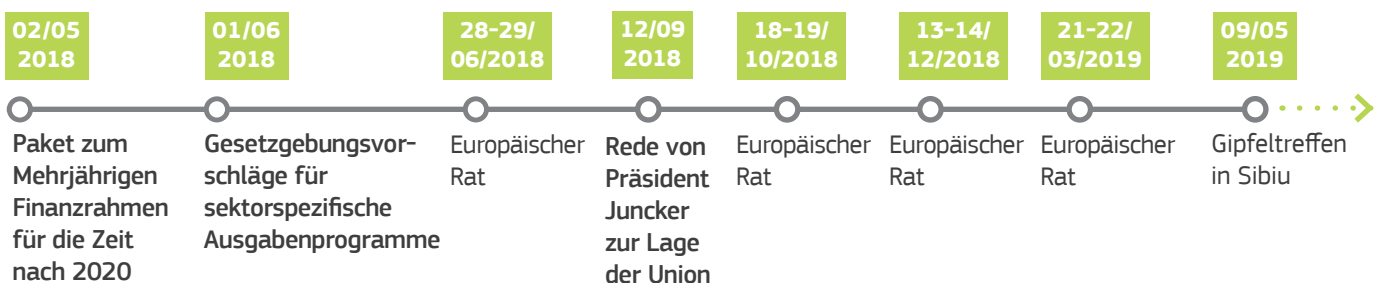 02/05
2018
01/06
2018
28-29/
06/2018
12/09
2018
18-19/
10/2018
13-14/
12/2018
21-22/
03/2019
09/05
2019
Paket zum
Mehrjährigen
Finanzrahmen
für die Zeit
nach 2020
Gesetzgebungsvor-
schläge für
sektorspezifische
Ausgabenprogramme
Europäischer
Rat
Rede von
Präsident
Juncker
zur Lage
der Union
Europäischer
Rat
Europäischer
Rat
Europäischer
Rat
Gipfeltreffen
in Sibiu